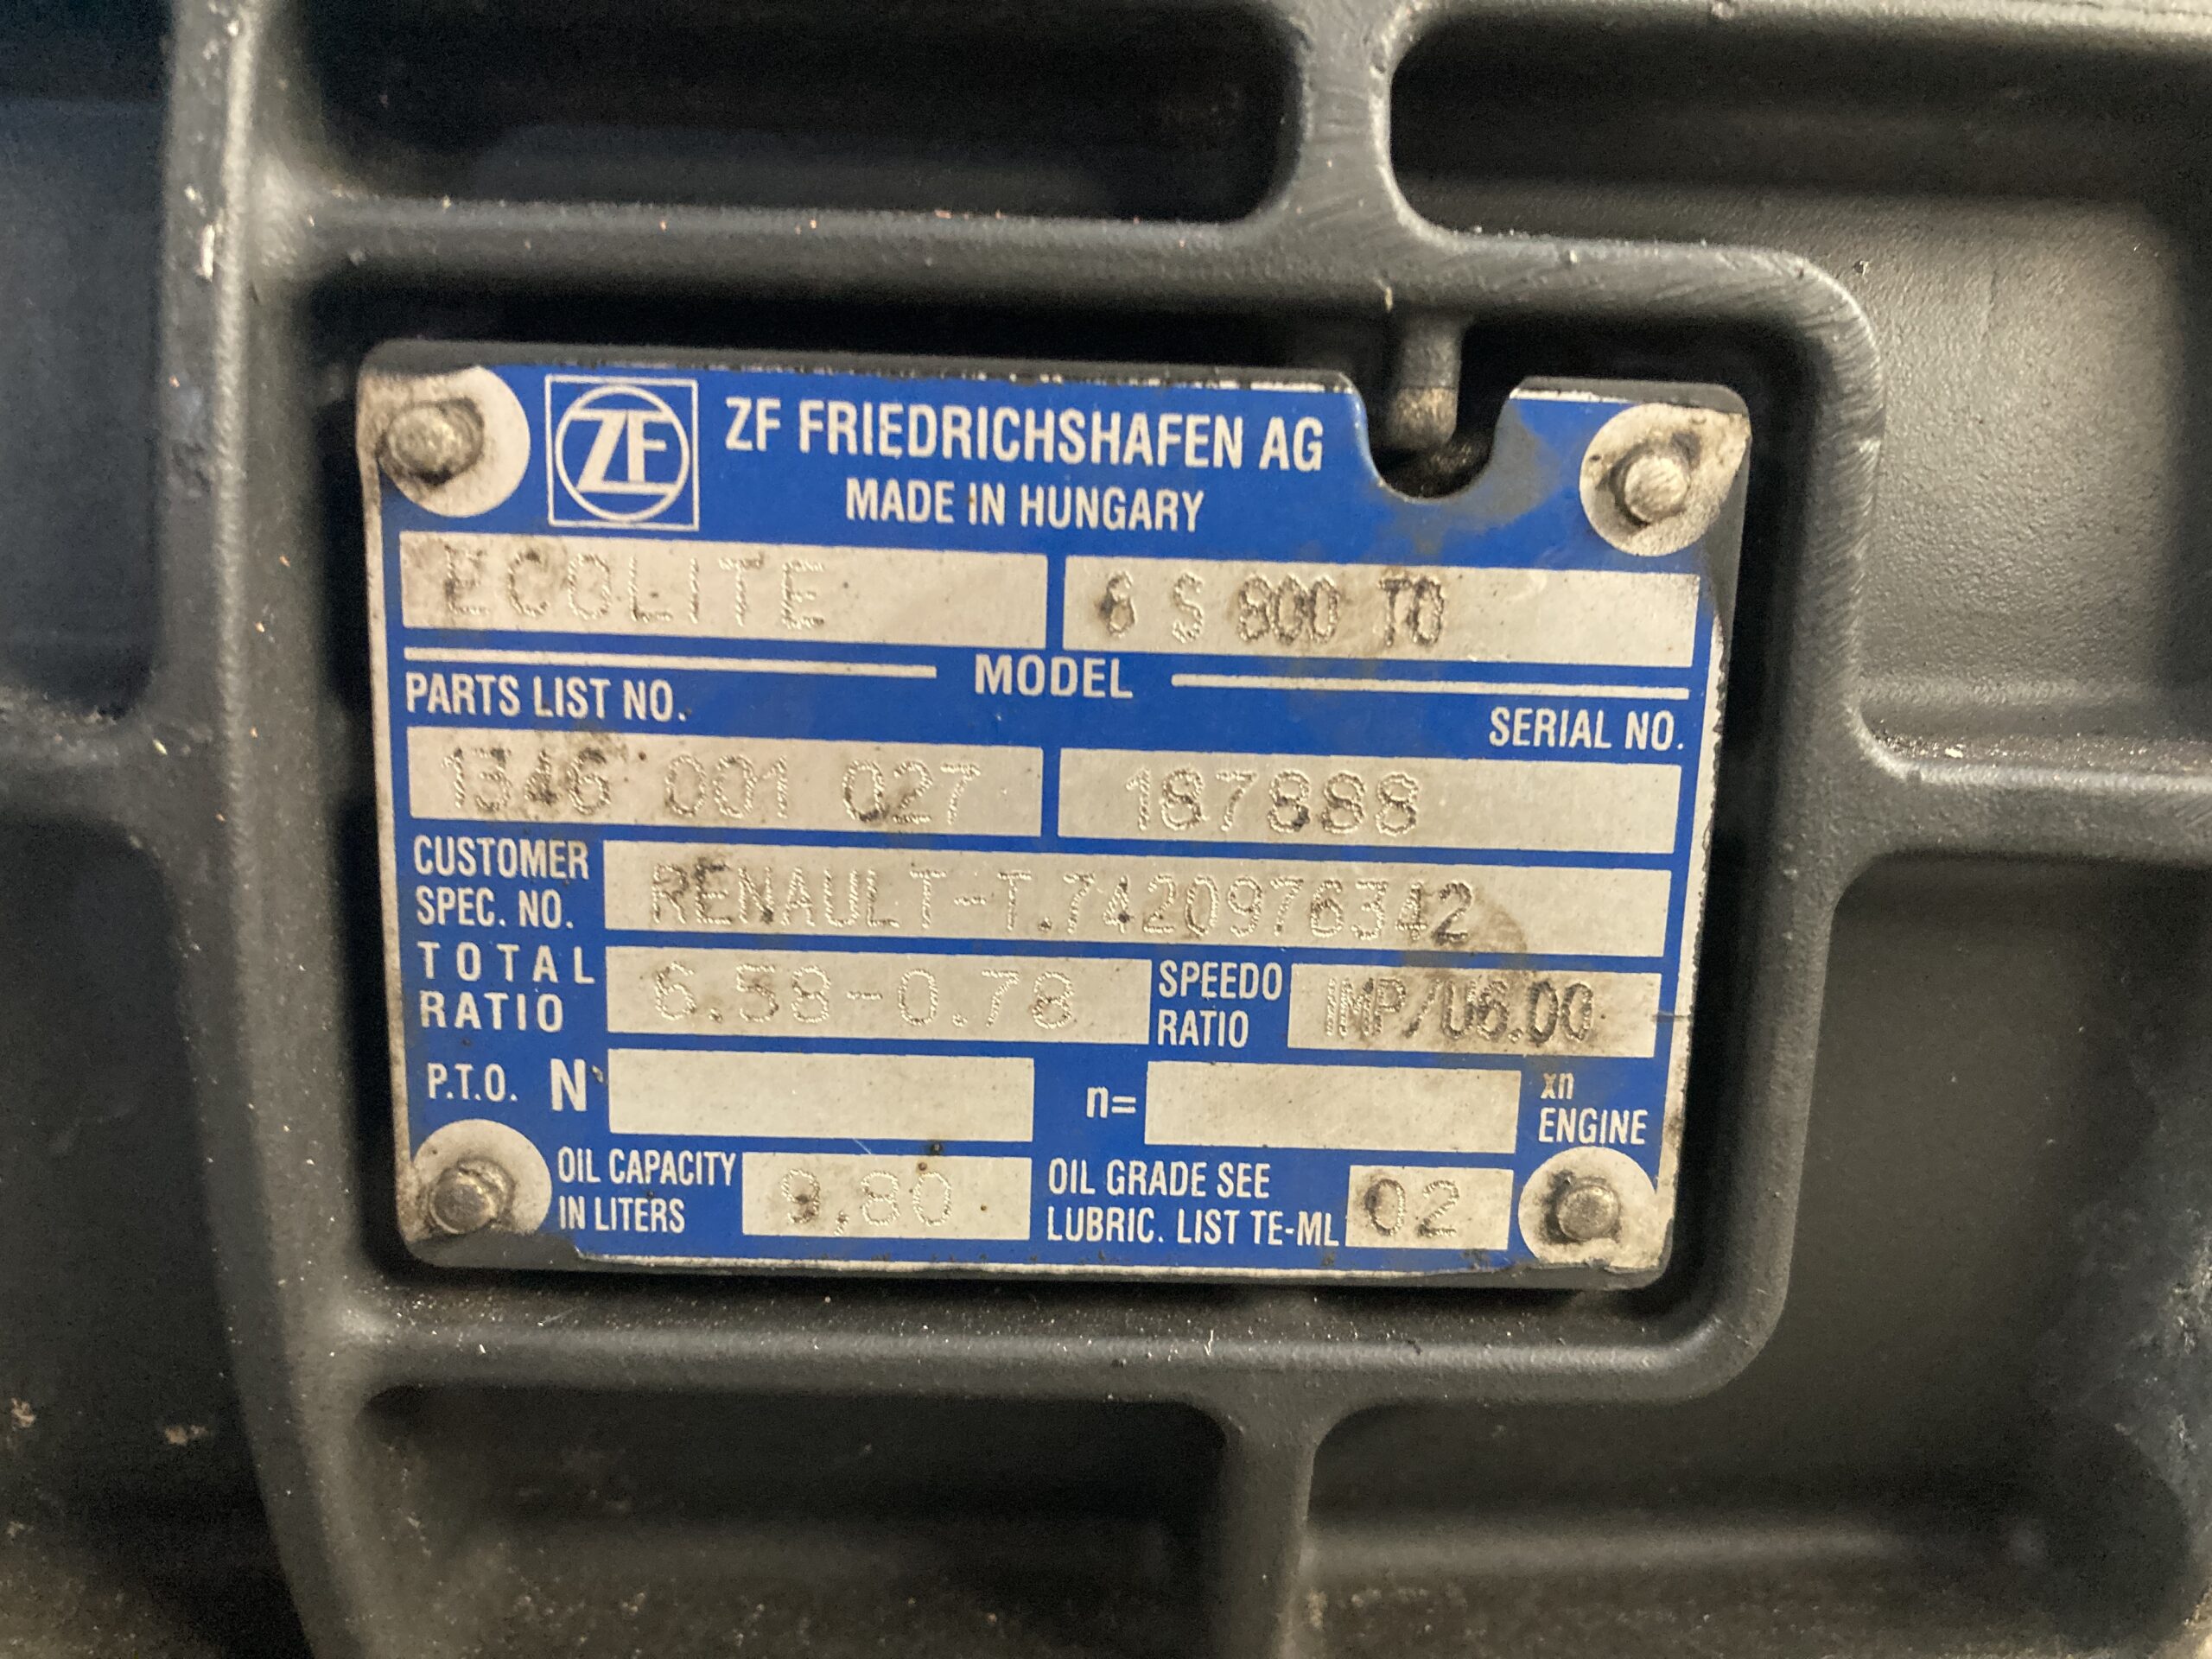 ZF
ZF FRIEDRICHSHAFEN AG
MADE IN HUNGARY
ECOLITE
6 S 800 TO
MODEL
PARTS LIST NO.
SERIAL NO.
1346 001 027
187888
CUSTOMER
SPEC. NO.
RENAULT-T.7420976342
TOTAL
RATIO
6.58-0.78
SPEEDO
RATIO
IMP/U6.00
P.T.O. N
n=
xn
ENGINE
OIL CAPACITY
IN LITERS
9,80
OIL GRADE SEE
LUBRIC. LIST TE-ML
02